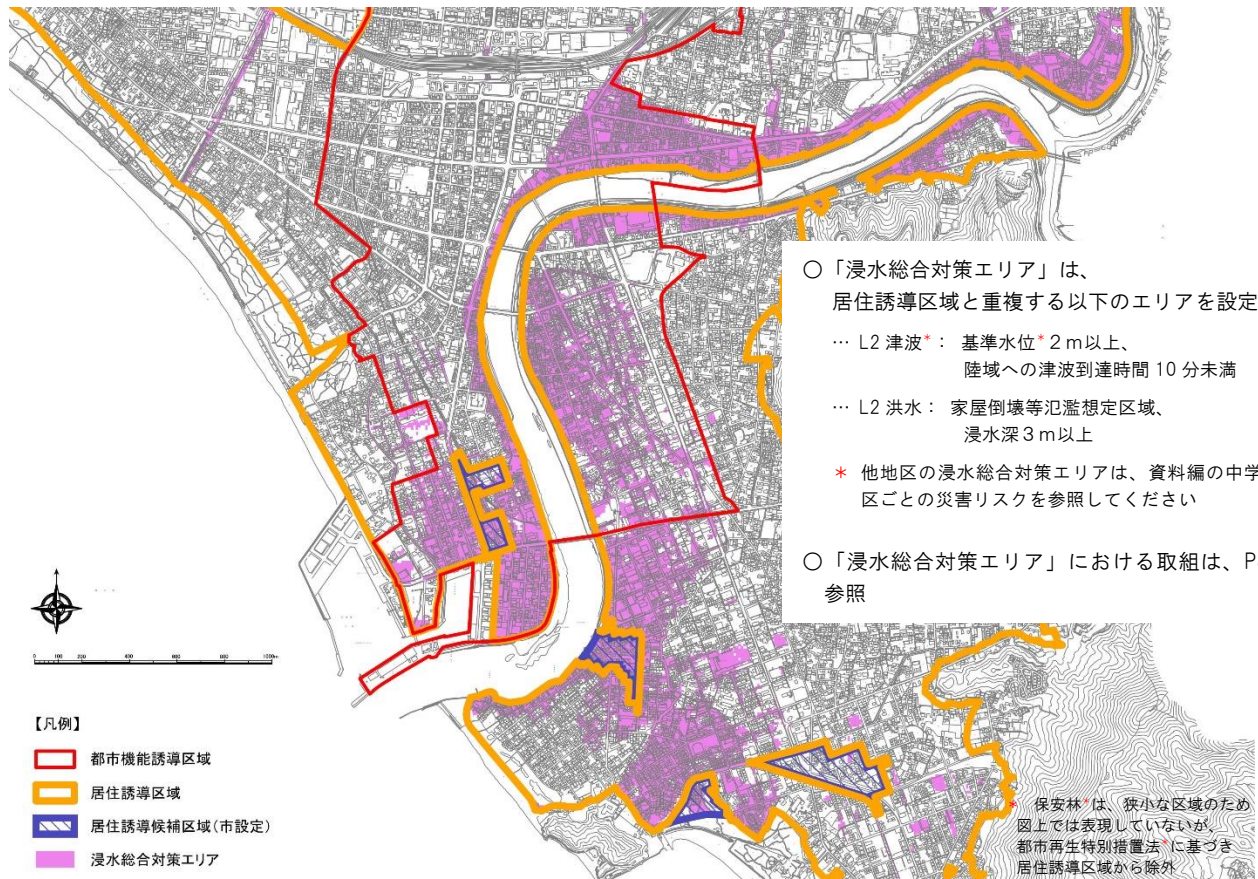 〇「浸水総合対策エリア」は、
居住誘導区域と重複する以下のエリアを設定
… L2 津波*： 基準水位*２ｍ以上、
陸域への津波到達時間 10 分未満
… L2 洪水： 家屋倒壊等氾濫想定区域、
浸水深３ｍ以上
* 他地区の浸水総合対策エリアは、資料編の中学
区ごとの災害リスクを参照してください
〇「浸水総合対策エリア」における取組は、P
参照
0 100 200 400 600 800 1000m
【凡例】
都市機能誘導区域
居住誘導区域
居住誘導候補区域(市設定)
浸水総合対策エリア
* 保安林*は、狭小な区域のため
図上では表現していないが、
都市再生特別措置法*に基づき
居住誘導区域から除外